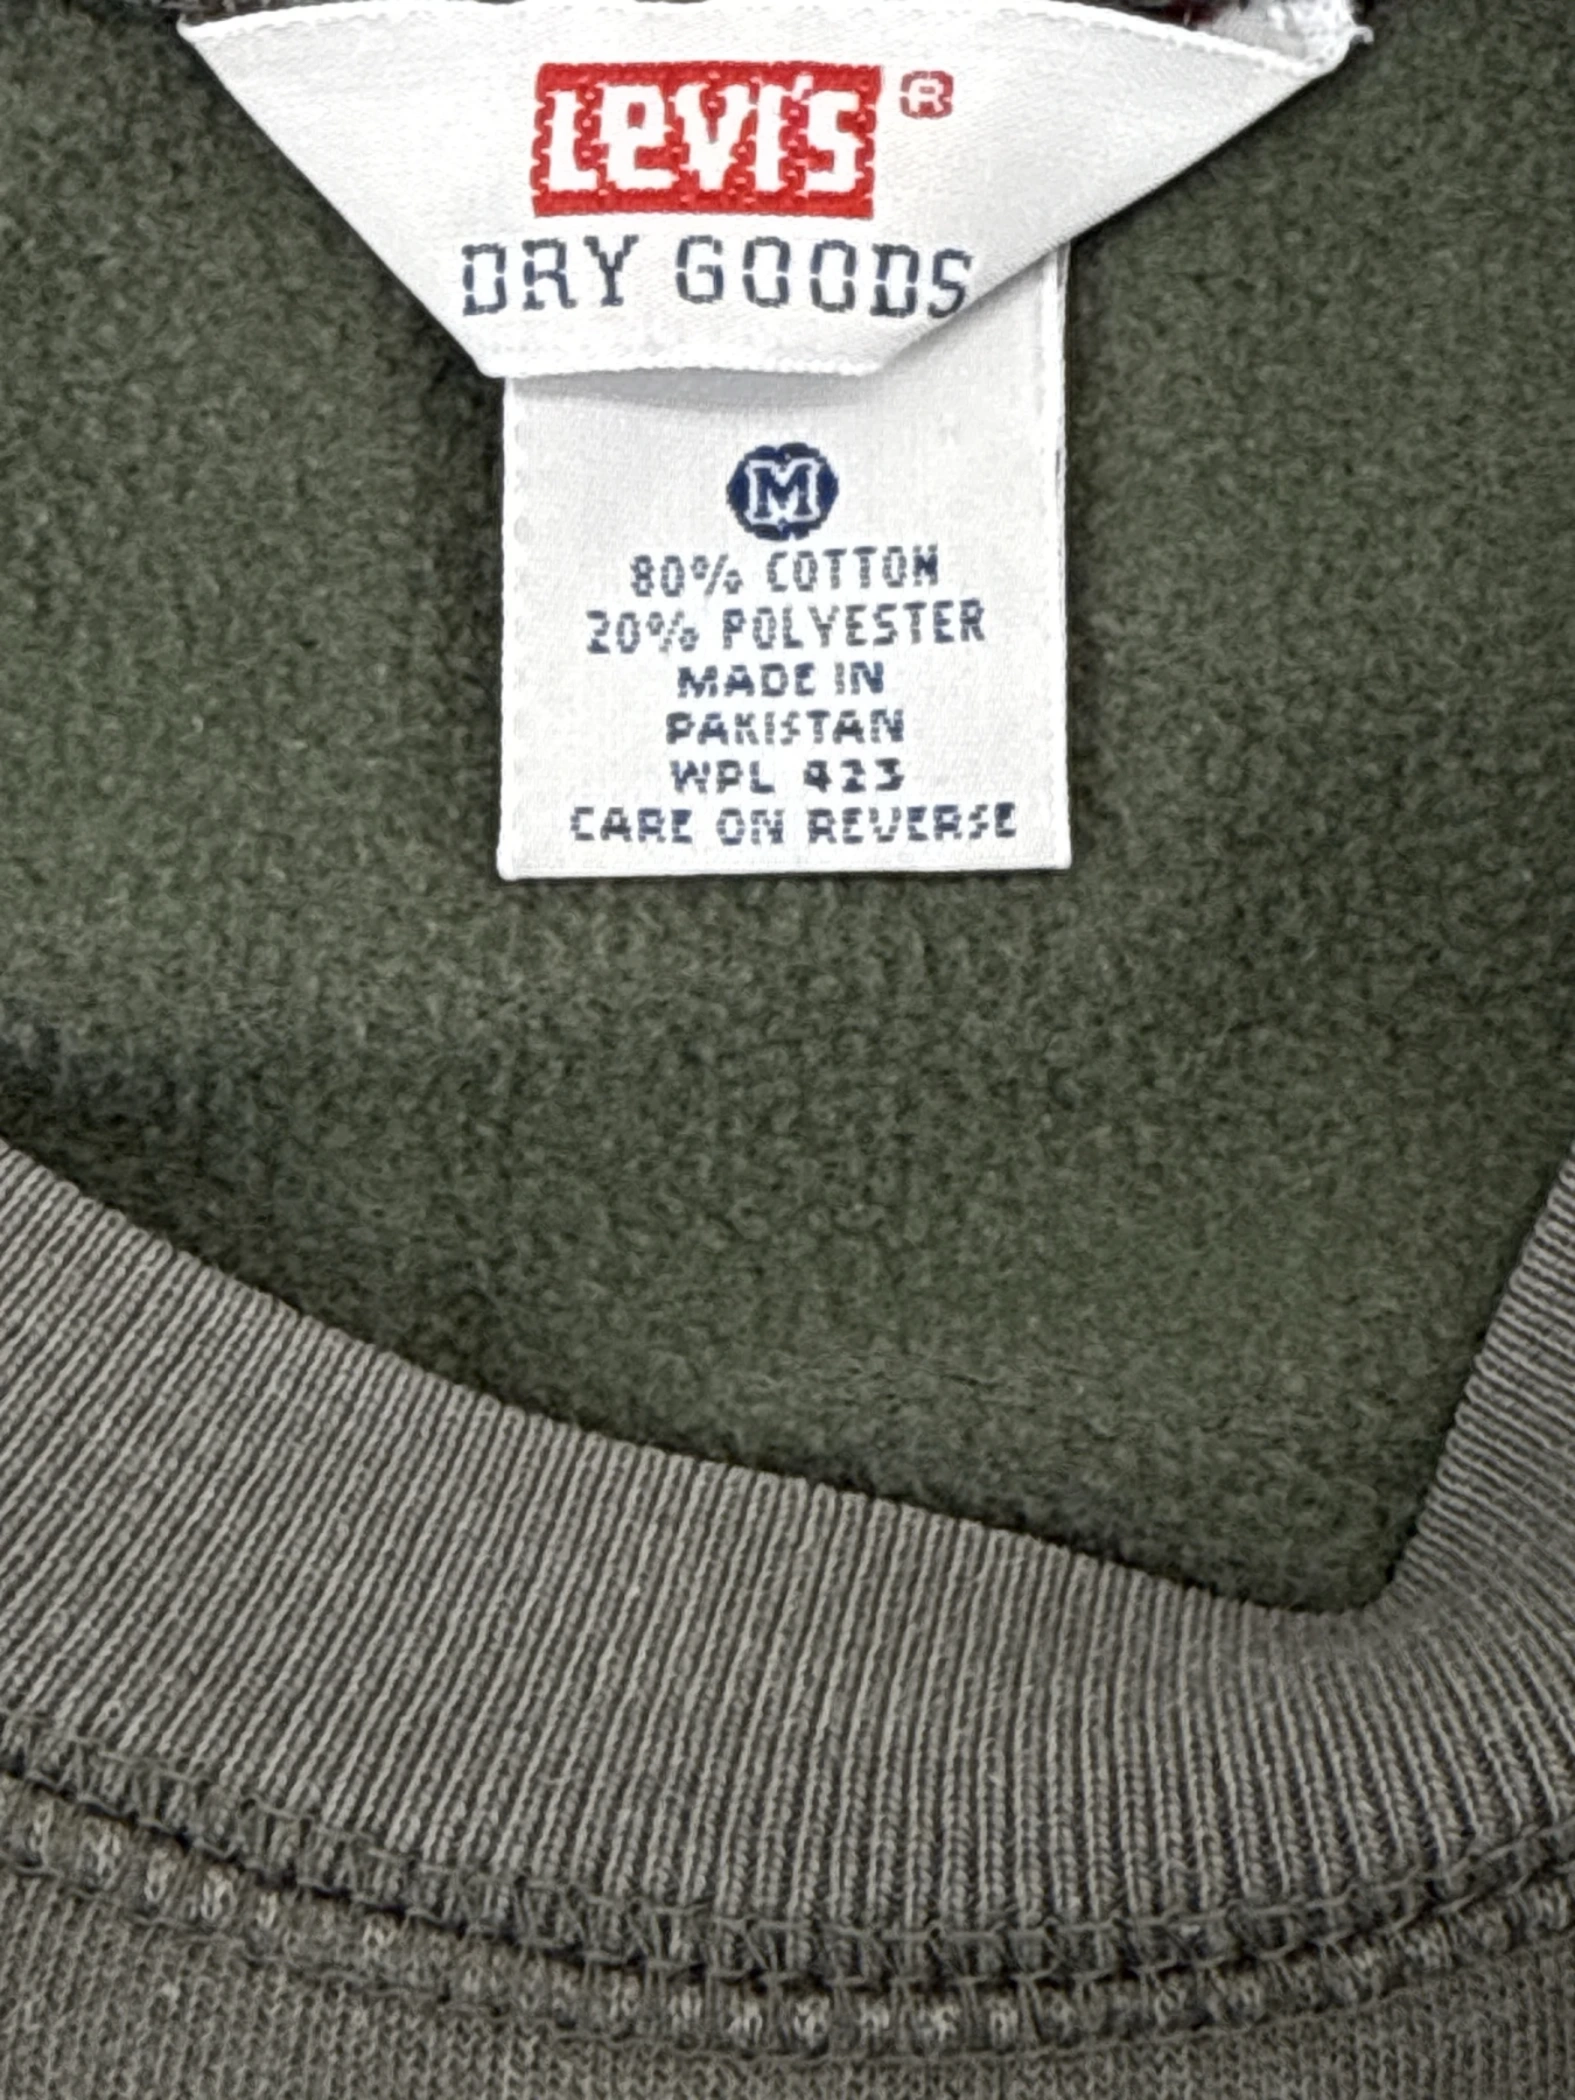 Levi's ®
DRY GOODS
M
80% COTTON
20% POLYESTER
MADE IN
PAKISTAN
WPL 423
CARE ON REVERSE